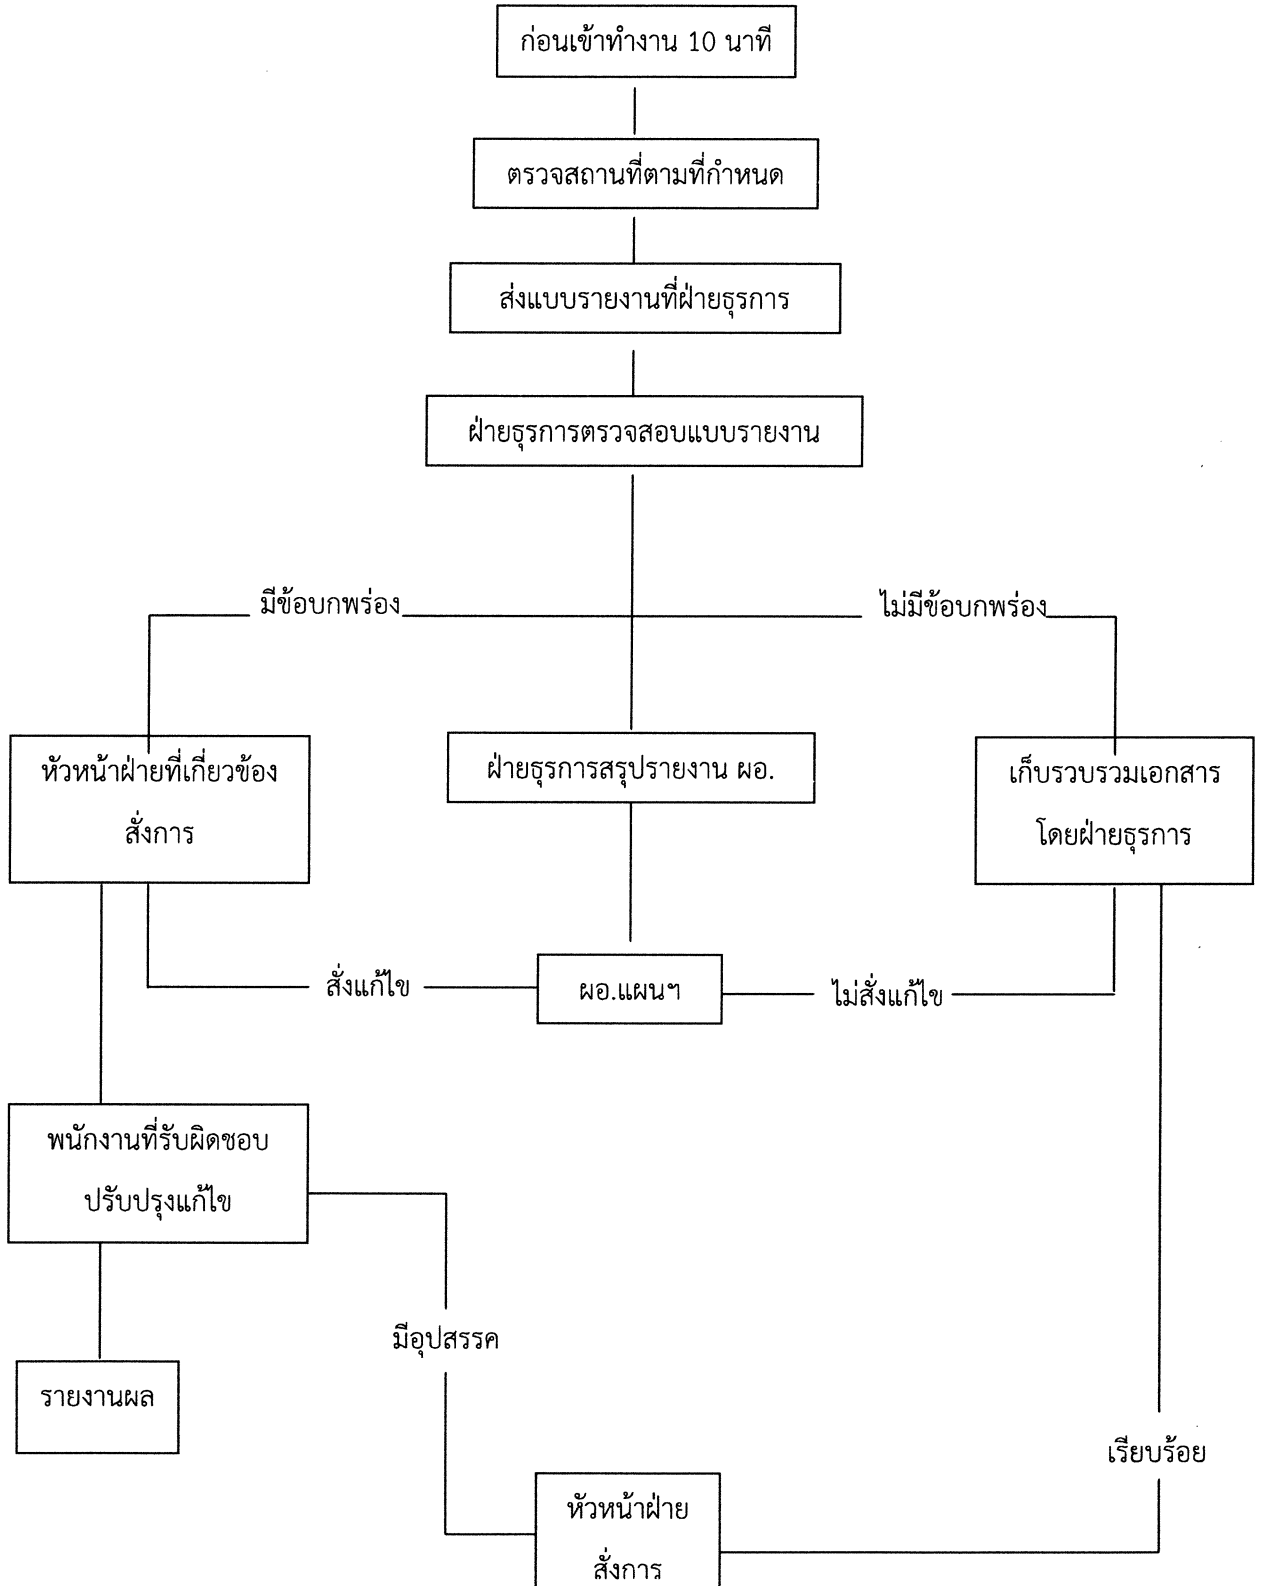 ก่อนเข้าทำงาน 10 นาที
ตรวจสถานที่ตามที่กำหนด
ส่งแบบรายงานที่ฝ่ายธุรการ
ฝ่ายธุรการตรวจสอบแบบรายงาน
มีข้อบกพร่อง
ไม่มีข้อบกพร่อง
หัวหน้าฝ่ายที่เกี่ยวข้อง
สั่งการ
ฝ่ายธุรการสรุปรายงาน ผอ.
เก็บรวบรวมเอกสาร
โดยฝ่ายธุรการ
สั่งแก้ไข
ผอ.แผนฯ
ไม่สั่งแก้ไข
พนักงานที่รับผิดชอบ
ปรับปรุงแก้ไข
มีอุปสรรค
รายงานผล
เรียบร้อย
หัวหน้าฝ่าย
สั่งการ